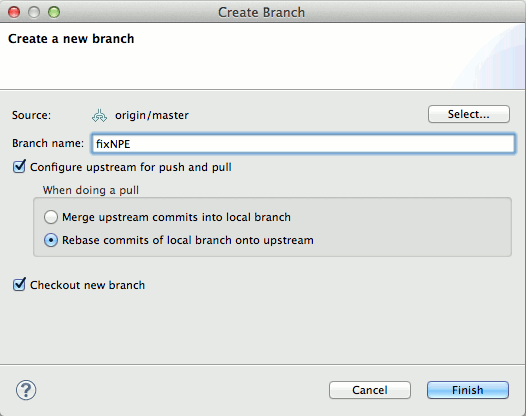 Create Branch
Create a new branch
Source: origin/master Select...
Branch name: fixNPE
Configure upstream for push and pull
When doing a pull
Merge upstream commits into local branch
Rebase commits of local branch onto upstream
Checkout new branch
? Cancel Finish